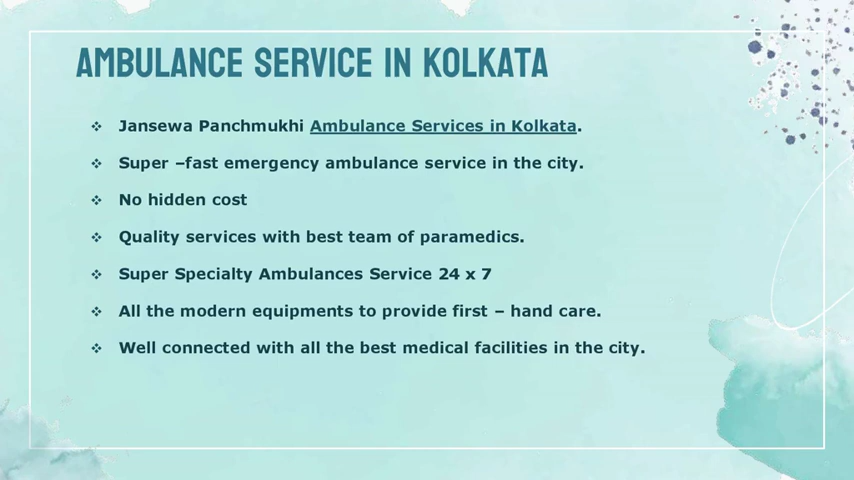 AMBULANCE SERVICE IN KOLKATA
❖ Jansewa Panchmukhi Ambulance Services in Kolkata.
❖ Super –fast emergency ambulance service in the city.
❖ No hidden cost
❖ Quality services with best team of paramedics.
❖ Super Specialty Ambulances Service 24 x 7
❖ All the modern equipments to provide first – hand care.
❖ Well connected with all the best medical facilities in the city.